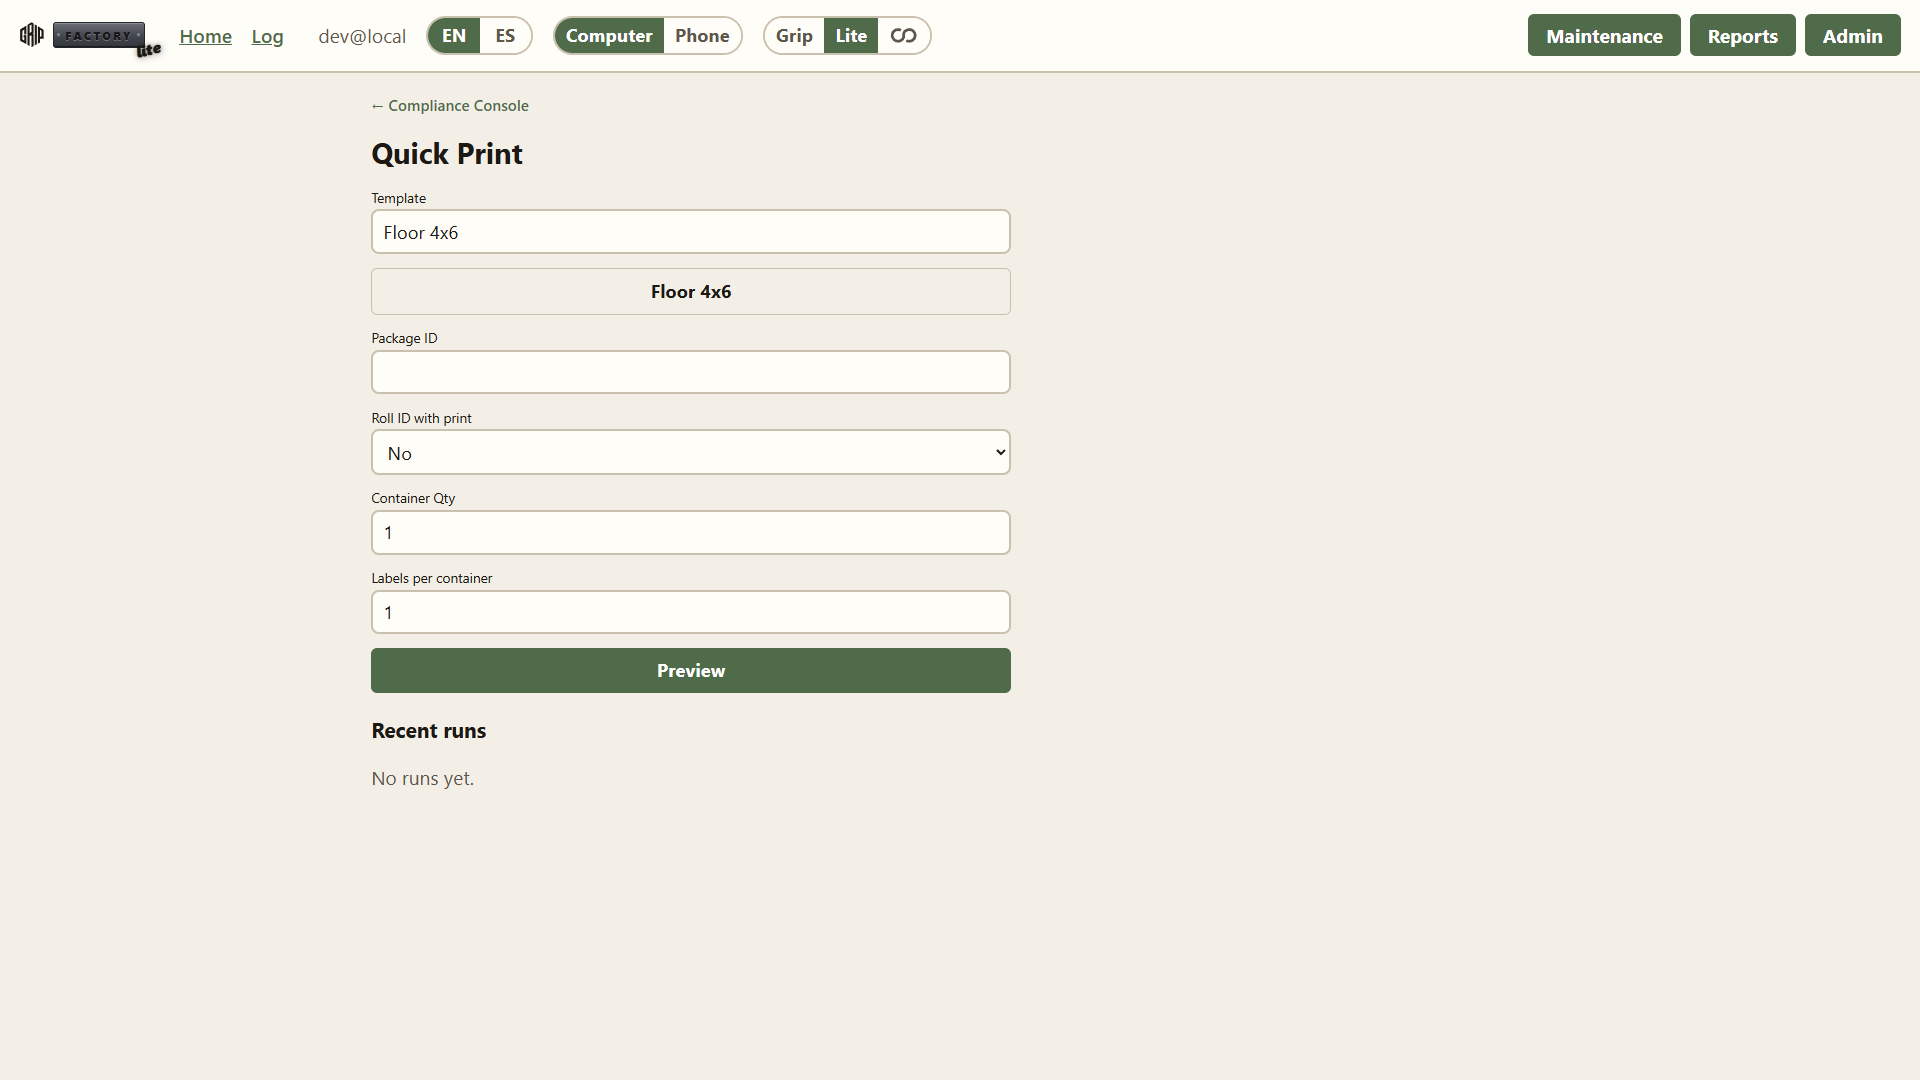 GRIP FACTORY lite Home Log dev@local EN ES Computer Phone Grip Lite Maintenance Reports Admin
← Compliance Console
Quick Print
Template
Floor 4x6
Floor 4x6
Package ID
Roll ID with print
No
Container Qty
1
Labels per container
1
Preview
Recent runs
No runs yet.